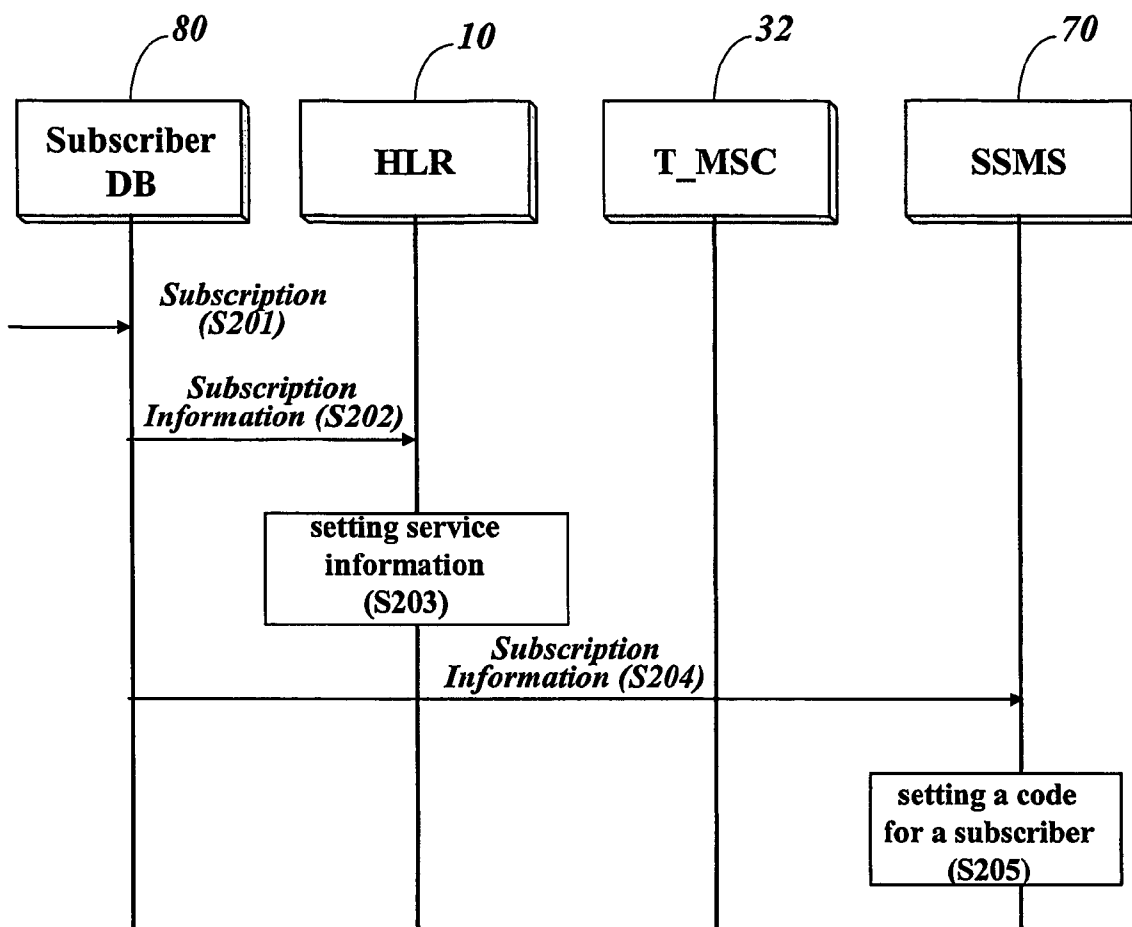 80
10
32
70
Subscriber
DB
HLR
T_MSC
SSMS
Subscription
(S201)
Subscription
Information (S202)
setting service
information
(S203)
Subscription
Information (S204)
setting a code
for a subscriber
(S205)